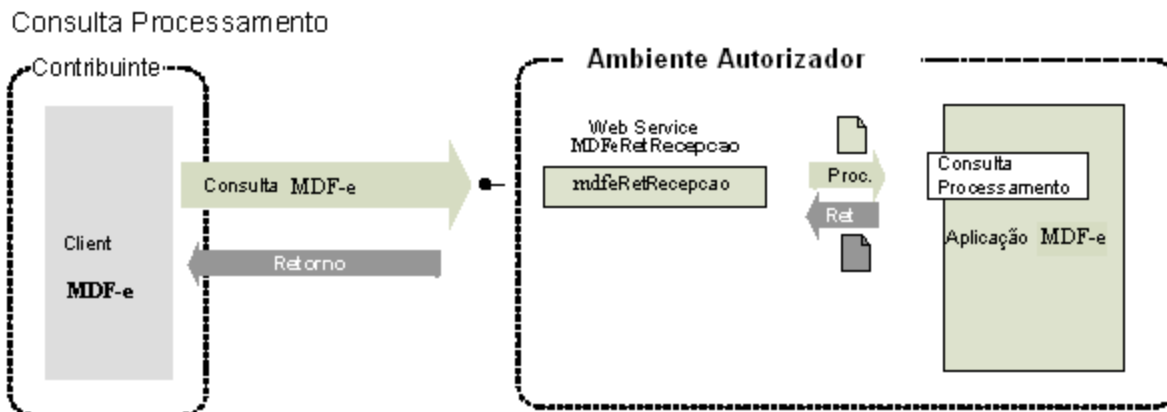 Consulta Processamento
Contribuinte
Ambiente Autorizador
Web Service
MDFeRetRecepcao
mdfeRetRecepcao
Consulta MDF-e
Retorno
Client
MDF-e
Proc.
Ret
Consulta
Processamento
Aplicação MDF-e